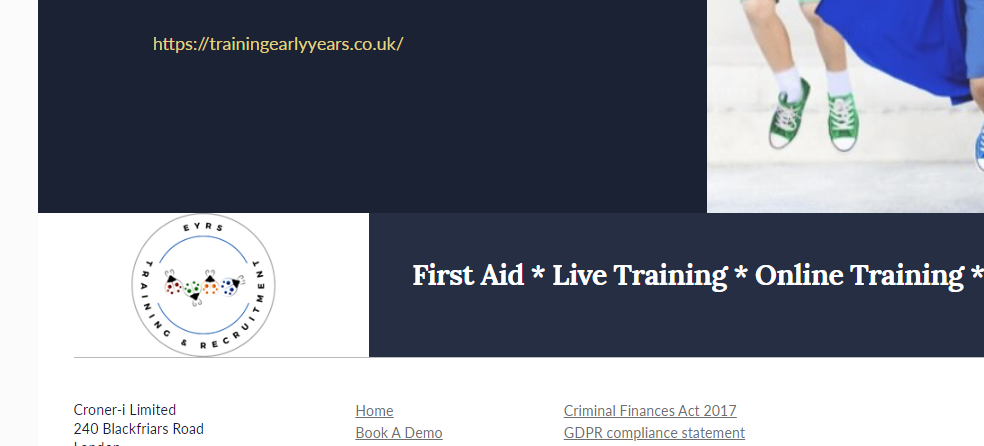 https://trainingearlyyears.co.uk/
EYRS
TRAINING & RECRUITMENT
First Aid * Live Training * Online Training *
Croner-i Limited
Home
Criminal Finances Act 2017
240 Blackfriars Road
Book A Demo
GDPR compliance statement